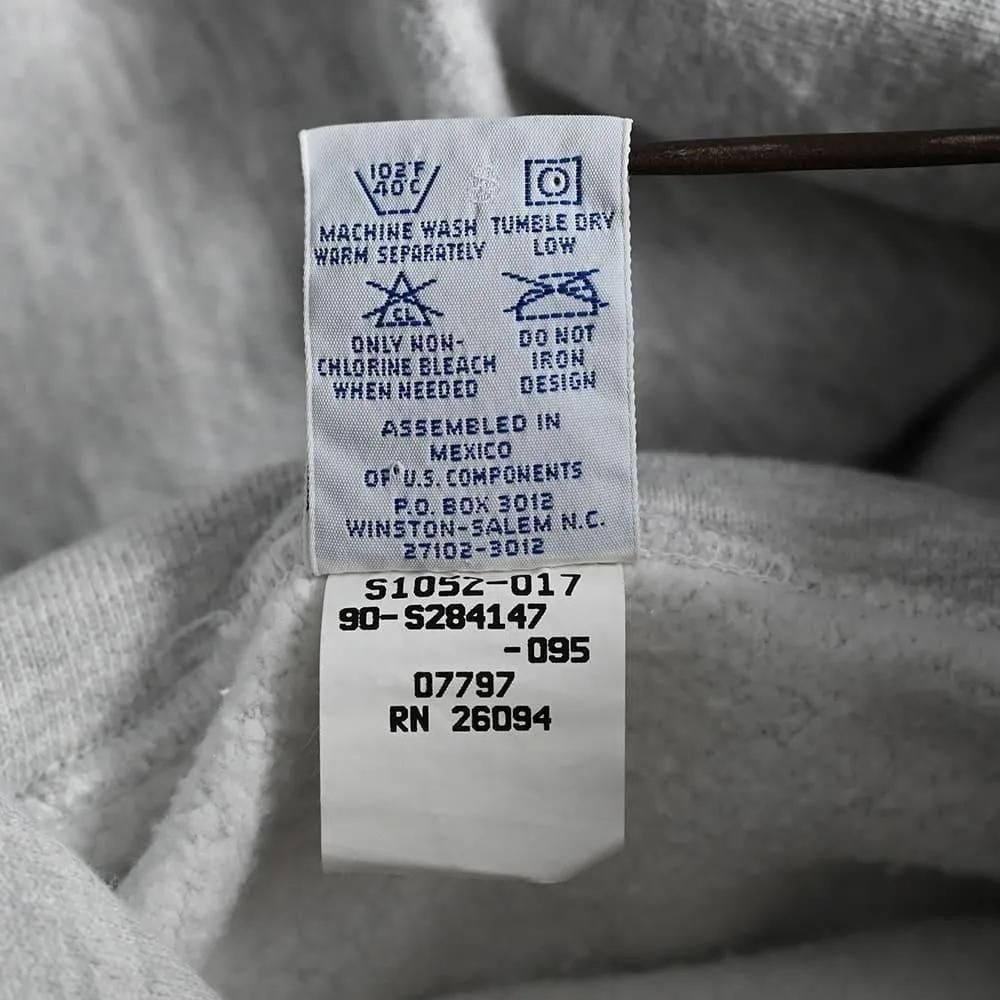 102°F
40°C
MACHINE WASH
WARM SEPARATELY
TUMBLE DRY
LOW
CL
ONLY NON-
CHLORINE BLEACH
WHEN NEEDED
DO NOT
IRON
DESIGN
ASSEMBLED IN
MEXICO
OF U.S. COMPONENTS
P.O. BOX 3012
WINSTON-SALEM N.C.
27102-3012
S1052-017
90-S284147
-095
07797
RN 26094